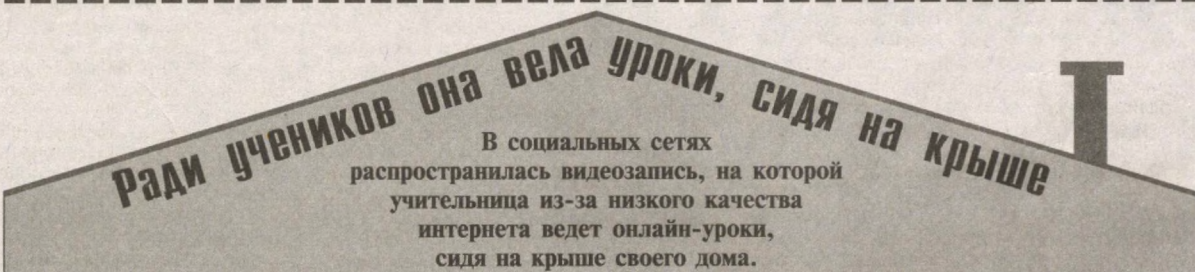 Ради учеников она вела уроки, сидя на крыше
В социальных сетях
распространилась видеозапись, на которой
учительница из-за низкого качества
интернета ведет онлайн-уроки,
сидя на крыше своего дома.